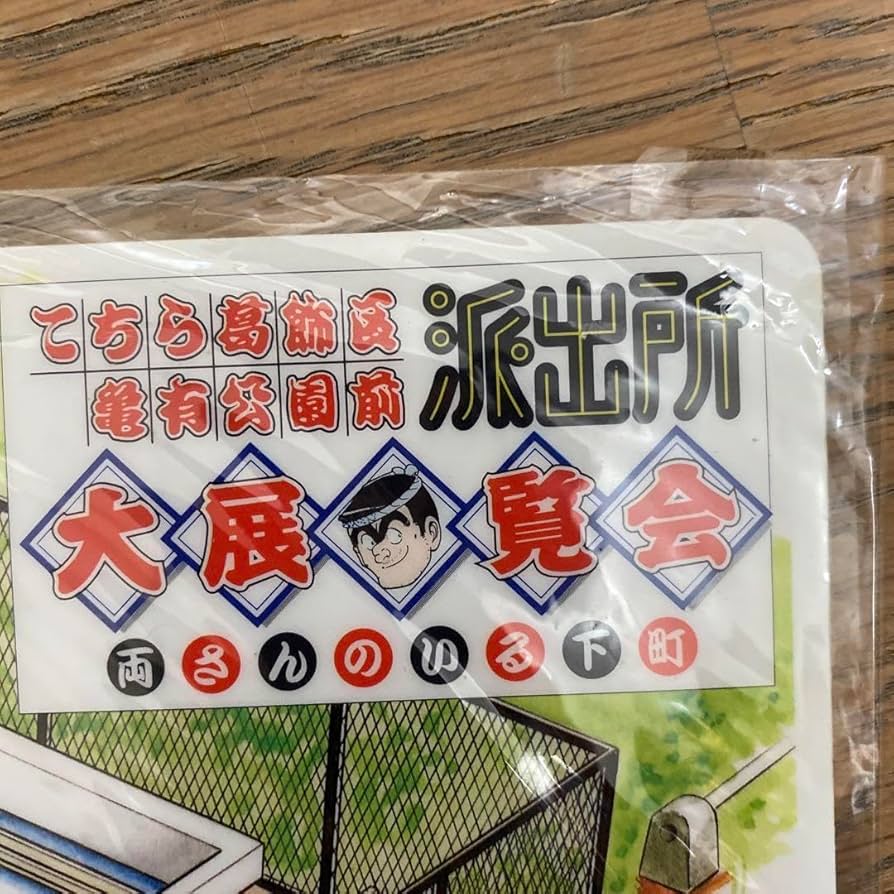 こちら葛飾区
亀有公園前
派出所
大展覧会
両さんのいる下町